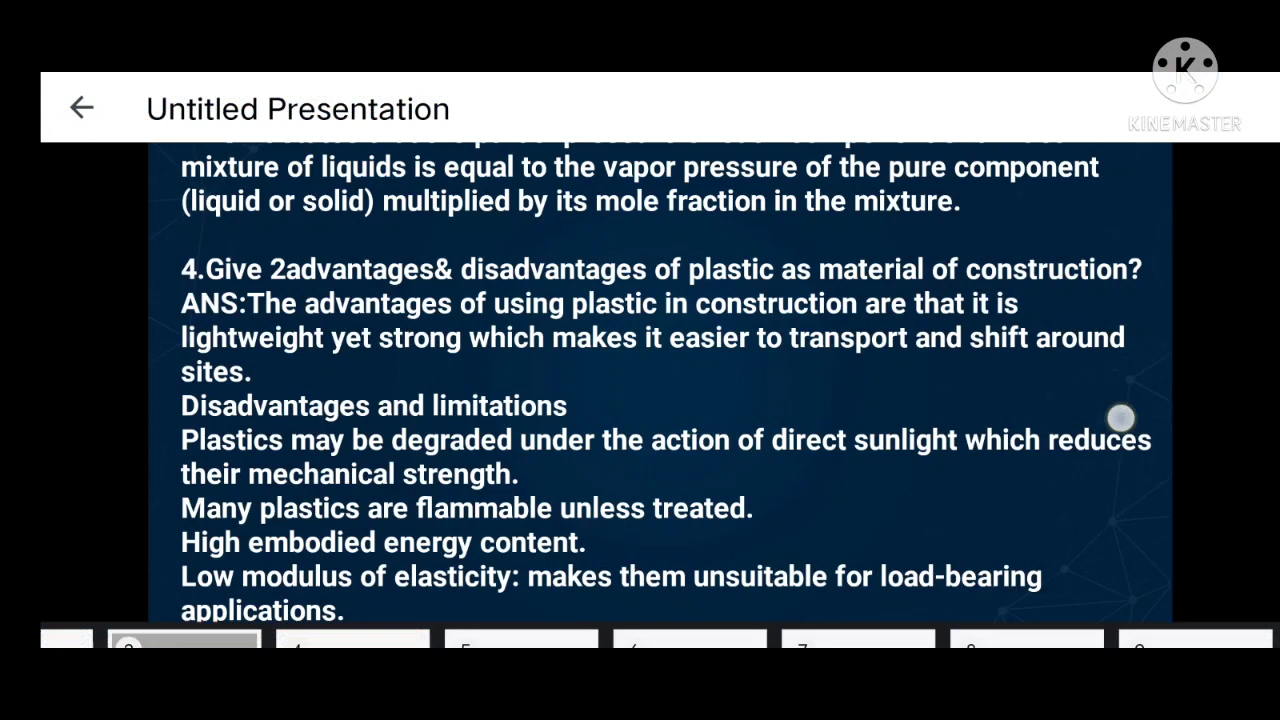 KINEMASTER
Untitled Presentation
mixture of liquids is equal to the vapor pressure of the pure component
(liquid or solid) multiplied by its mole fraction in the mixture.
4.Give 2advantages& disadvantages of plastic as material of construction?
ANS:The advantages of using plastic in construction are that it is
lightweight yet strong which makes it easier to transport and shift around
sites.
Disadvantages and limitations
Plastics may be degraded under the action of direct sunlight which reduces
their mechanical strength.
Many plastics are flammable unless treated.
High embodied energy content.
Low modulus of elasticity: makes them unsuitable for load-bearing
applications.